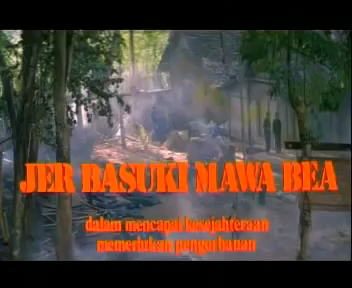 JER BASUKI MAWA BEA
dalam mencapai kesejahteraan
memerlukan pengorbanan